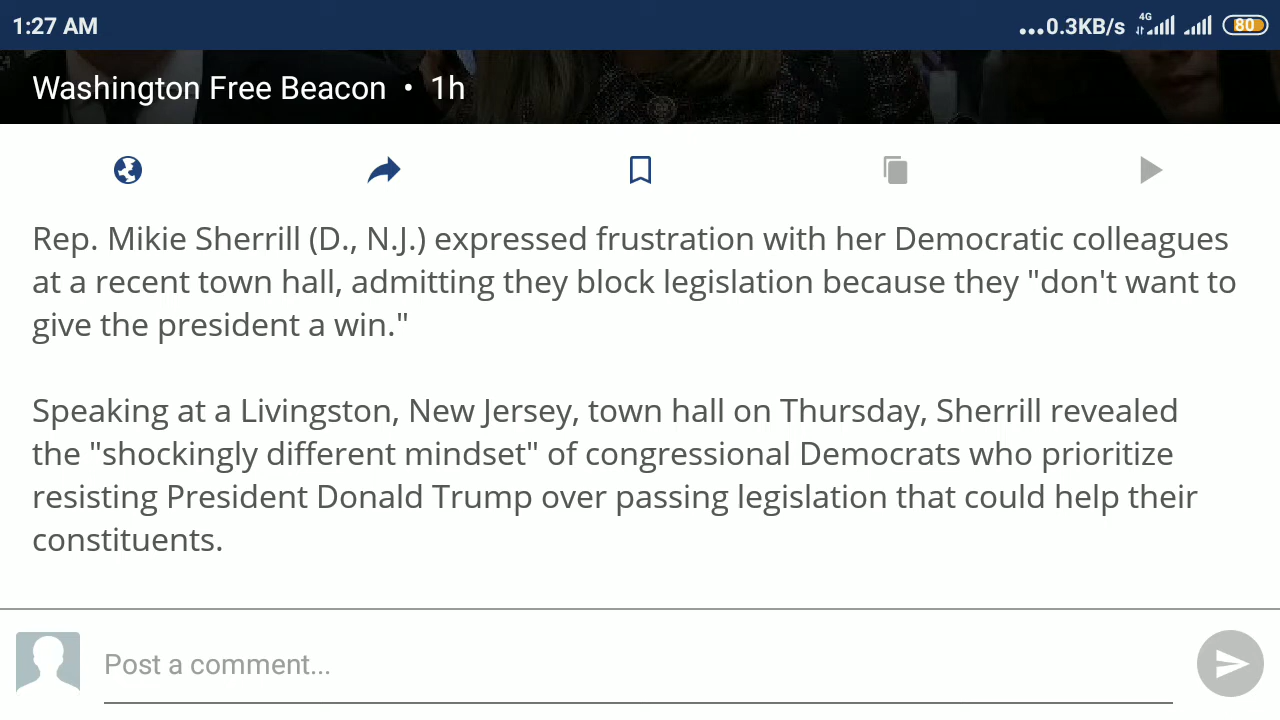 1:27 AM ...0.3KB/s 4G 80
Washington Free Beacon • 1h
Rep. Mikie Sherrill (D., N.J.) expressed frustration with her Democratic colleagues
at a recent town hall, admitting they block legislation because they "don't want to
give the president a win."
Speaking at a Livingston, New Jersey, town hall on Thursday, Sherrill revealed
the "shockingly different mindset" of congressional Democrats who prioritize
resisting President Donald Trump over passing legislation that could help their
constituents.
Post a comment...